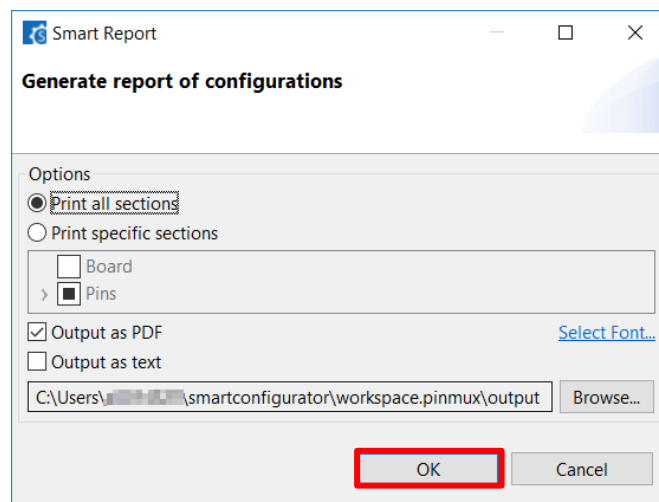 Smart Report
Generate report of configurations
Options
Print all sections
Print specific sections
Board
Pins
Output as PDF
Select Font...
Output as text
C:\Users\ \smartconfigurator\workspace.pinmux\output
Browse...
OK
Cancel